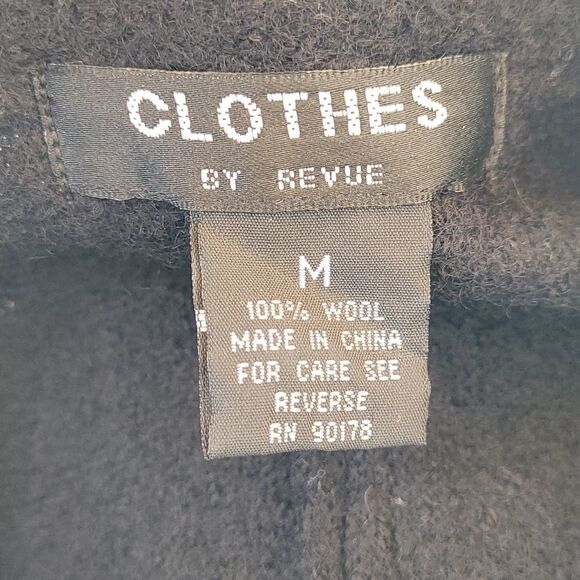 CLOTHES
BY REVUE
M
100% WOOL
MADE IN CHINA
FOR CARE SEE
REVERSE
RN 90178